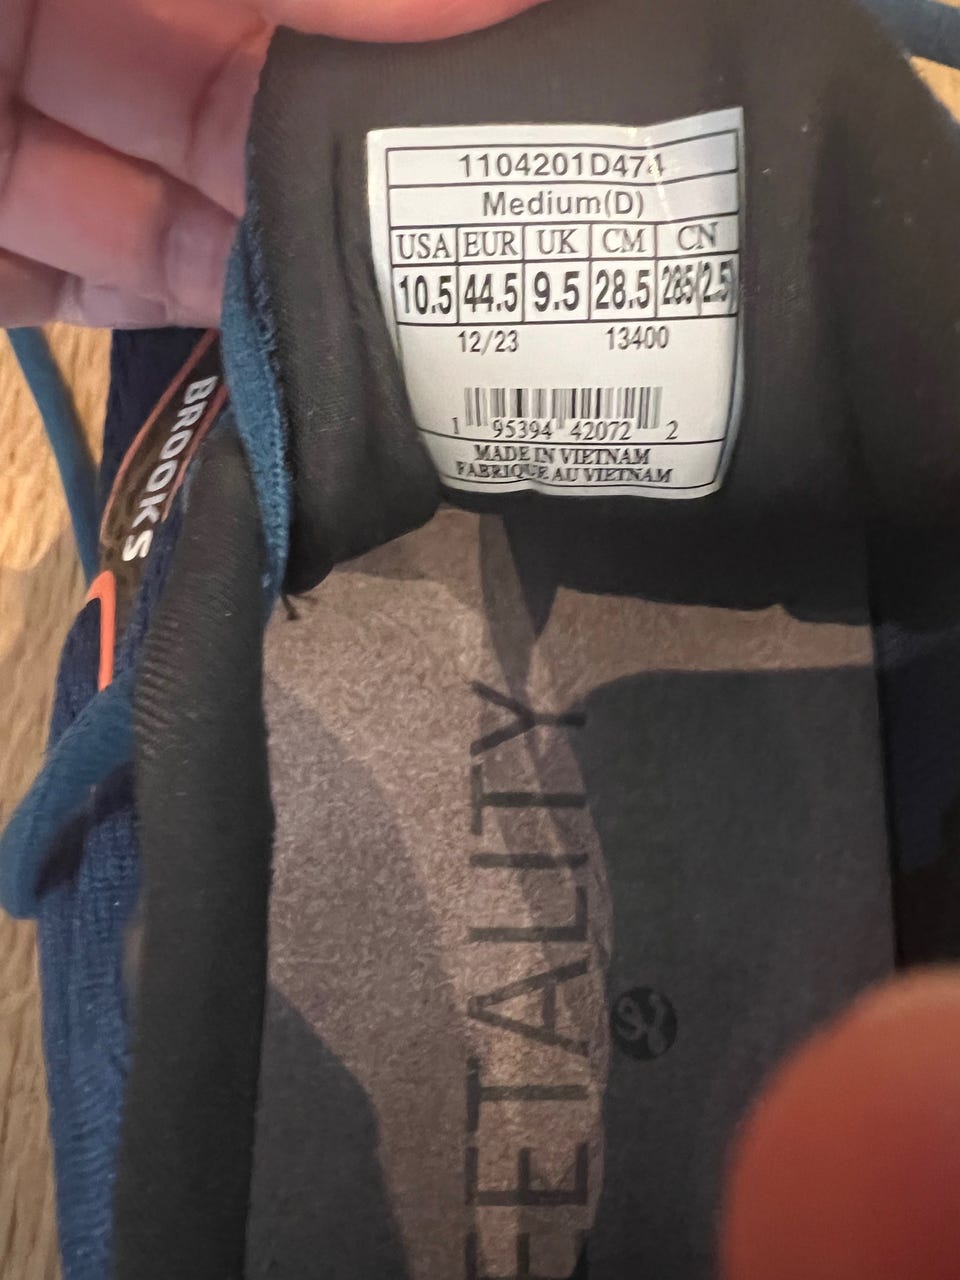 1104201D474
Medium(D)
USA EUR UK CM CN
10.5 44.5 9.5 28.5 285(2.5)
12/23 13400
1 95394 42072 2
MADE IN VIETNAM
FABRIQUE AU VIETNAM
BROOKS
ETALITY